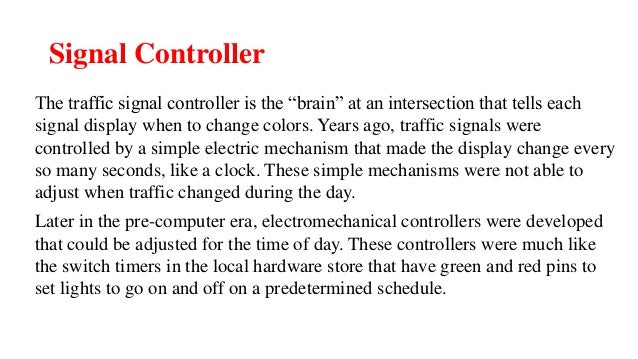 Signal Controller
The traffic signal controller is the “brain” at an intersection that tells each
signal display when to change colors. Years ago, traffic signals were
controlled by a simple electric mechanism that made the display change every
so many seconds, like a clock. These simple mechanisms were not able to
adjust when traffic changed during the day.
Later in the pre-computer era, electromechanical controllers were developed
that could be adjusted for the time of day. These controllers were much like
the switch timers in the local hardware store that have green and red pins to
set lights to go on and off on a predetermined schedule.